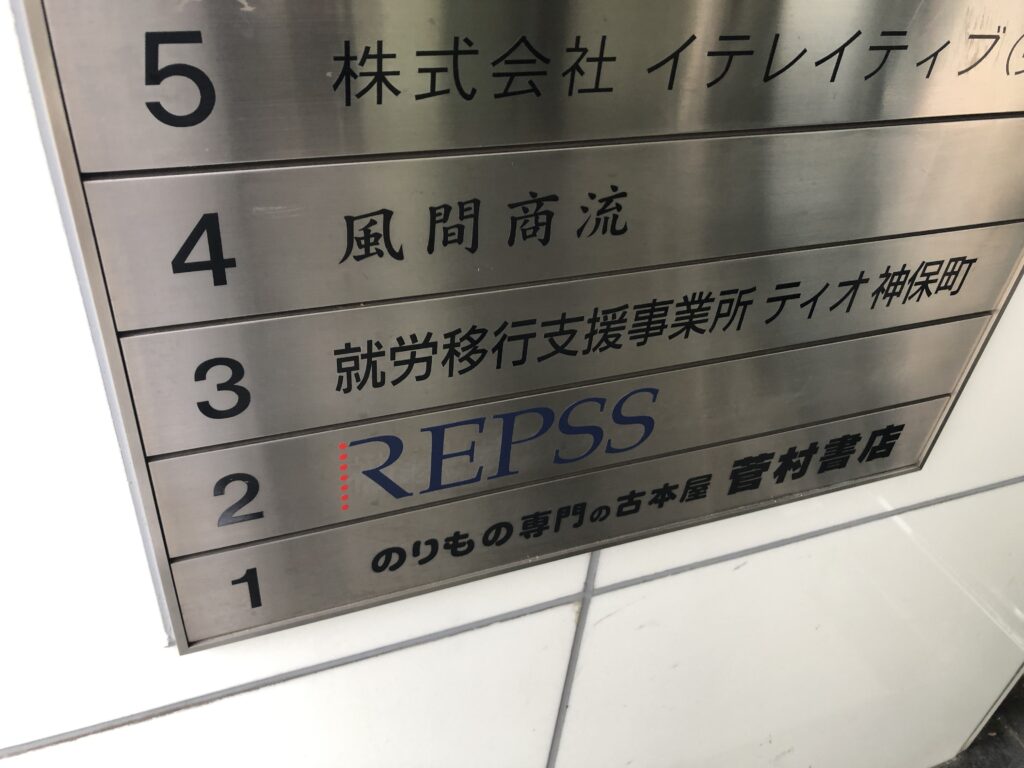 5 株式会社 イテレイティブ(
4 風間商流
3 就労移行支援事業所 ティオ 神保町
2 REPSS
1 のりもの専門の古本屋 菅村書店